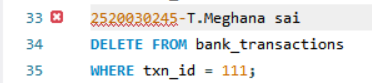 33 2520030245-T.Meghana sai
34 DELETE FROM bank_transactions
35 WHERE txn_id = 111;